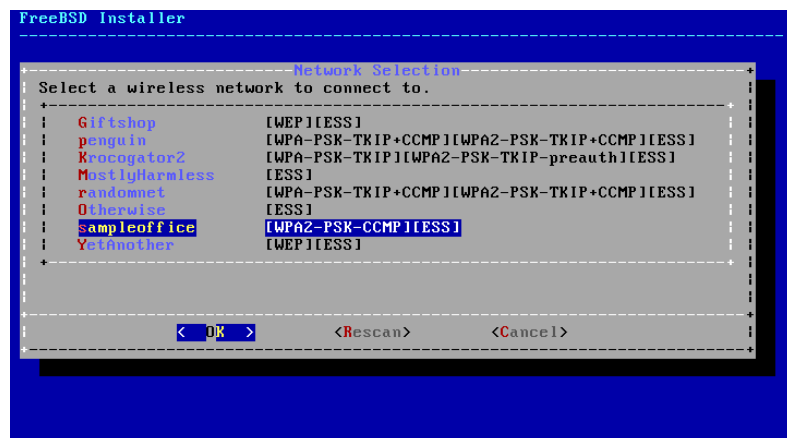 FreeBSD Installer
Network Selection
Select a wireless network to connect to.
Giftshop [WEP][ESS]
penguin [WPA-PSK-TKIP+CCMP][WPA2-PSK-TKIP+CCMP][ESS]
Krocogator2 [WPA-PSK-TKIP][WPA2-PSK-TKIP-preauth][ESS]
MostlyHarmless [ESS]
randomnet [WPA-PSK-TKIP+CCMP][WPA2-PSK-TKIP+CCMP][ESS]
Otherwise [ESS]
sampleoffice [WPA2-PSK-CCMP][ESS]
YetAnother [WEP][ESS]
< OK > <Rescan> <Cancel>